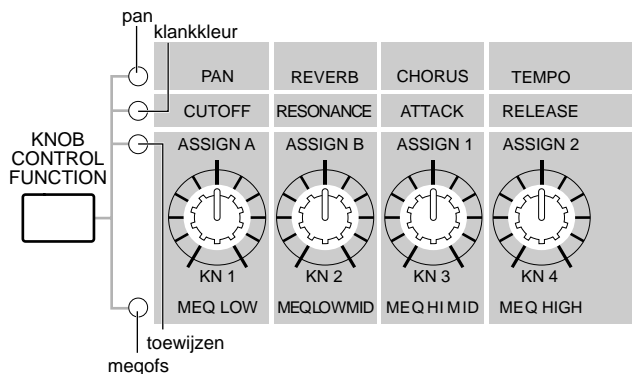 pan
klankkleur
PAN REVERB CHORUS TEMPO
CUTOFF RESONANCE ATTACK RELEASE
KNOB
CONTROL
FUNCTION
ASSIGN A ASSIGN B ASSIGN 1 ASSIGN 2
KN 1 KN 2 KN 3 KN 4
MEQ LOW MEQLOWMID MEQ HI MID MEQ HIGH
toewijzen
meqofs